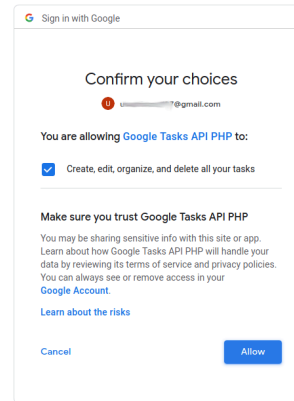 Sign in with Google
Confirm your choices
U
@gmail.com
You are allowing Google Tasks API PHP to:
Create, edit, organize, and delete all your tasks
Make sure you trust Google Tasks API PHP
You may be sharing sensitive info with this site or app.
Learn about how Google Tasks API PHP will handle your
data by reviewing its terms of service and privacy policies.
You can always see or remove access in your
Google Account.
Learn about the risks
Cancel
Allow